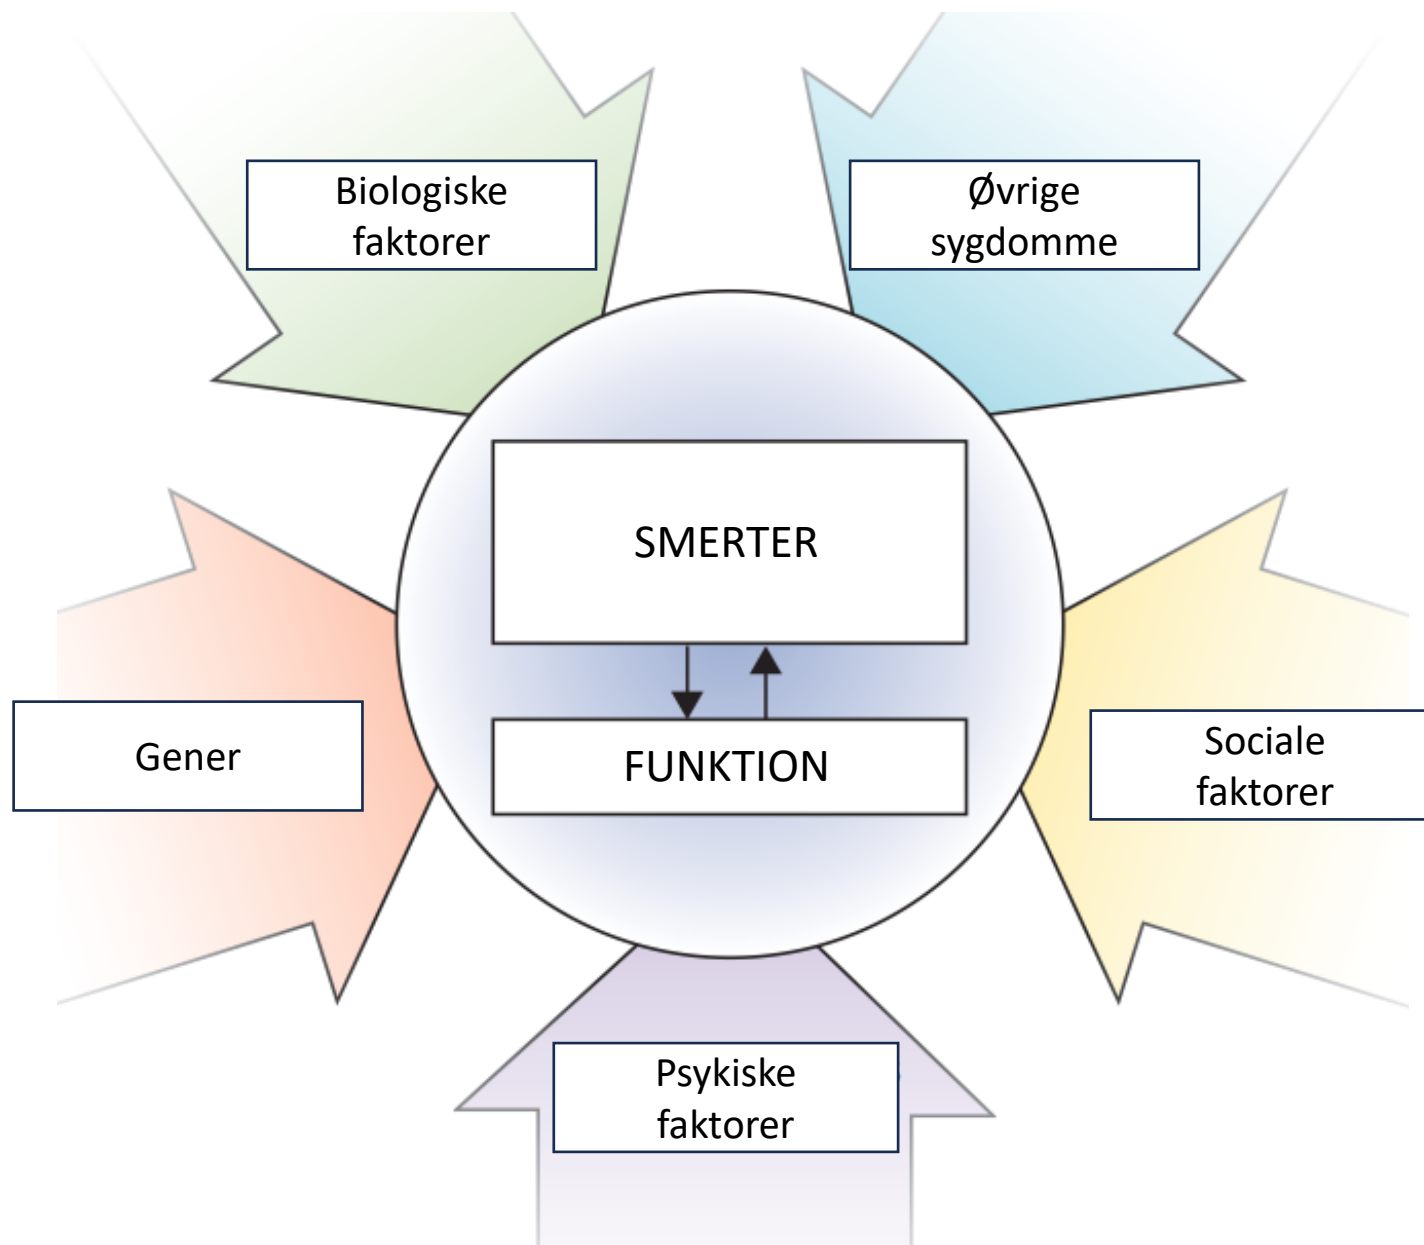 Biologiske
faktorer
Øvrige
sygdomme
SMERTER
FUNKTION
Gener
Sociale
faktorer
Psykiske
faktorer